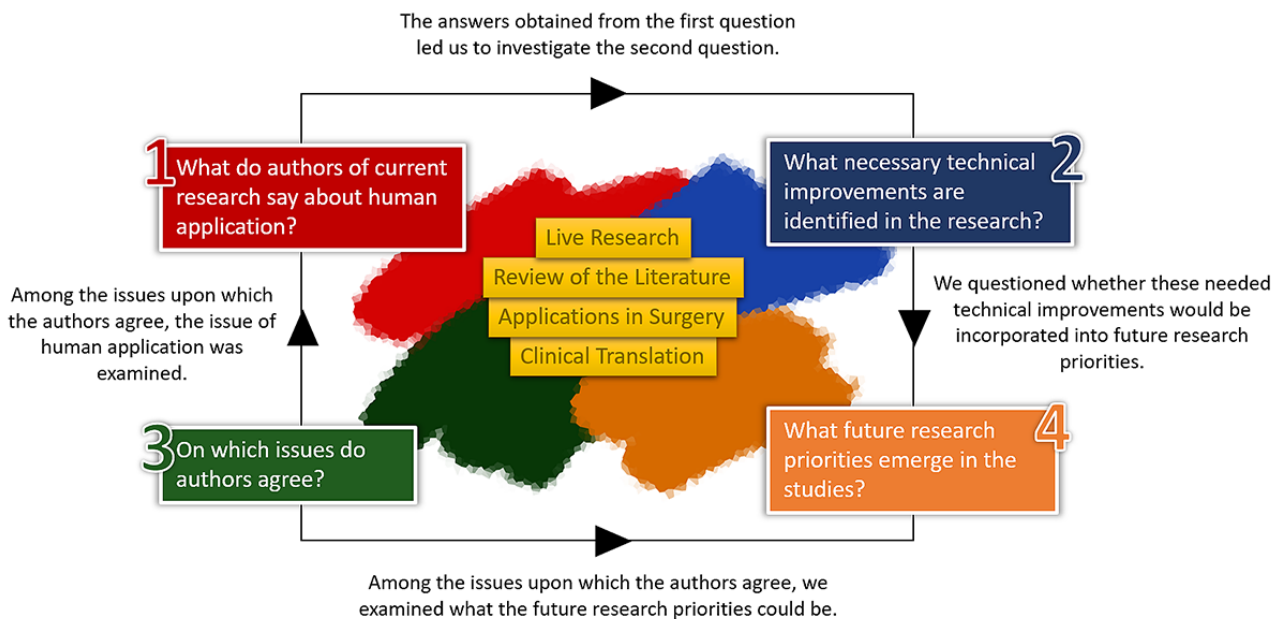 The answers obtained from the first question
led us to investigate the second question.
1
What do authors of current
research say about human
application?
2
What necessary technical
improvements are
identified in the research?
Live Research
Review of the Literature
Applications in Surgery
Clinical Translation
Among the issues upon which
the authors agree, the issue of
human application was
examined.
We questioned whether these needed
technical improvements would be
incorporated into future research
priorities.
3
On which issues do
authors agree?
4
What future research
priorities emerge in the
studies?
Among the issues upon which the authors agree, we
examined what the future research priorities could be.